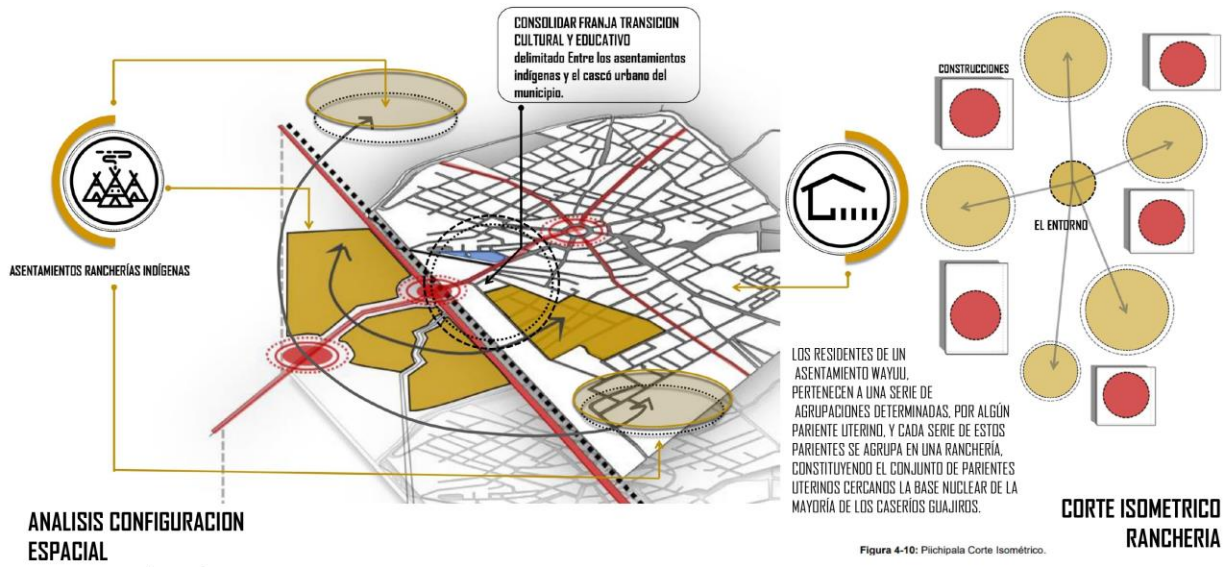 CONSOLIDAR FRANJA TRANSICION
CULTURAL Y EDUCATIVO
delimitado Entre los asentamientos
indígenas y el cascó urbano del
municipio.
ASENTAMIENTOS RANCHERÍAS INDÍGENAS
CONSTRUCCIONES
EL ENTORNO
LOS RESIDENTES DE UN
ASENTAMIENTO WAYUU,
PERTENECEN A UNA SERIE DE
AGRUPACIONES DETERMINADAS, POR ALGÚN
PARIENTE UTERINO, Y CADA SERIE DE ESTOS
PARIENTES SE AGRUPA EN UNA RANCHERÍA,
CONSTITUYENDO EL CONJUNTO DE PARIENTES
UTERINOS CERCANOS LA BASE NUCLEAR DE LA
MAYORÍA DE LOS CASERÍOS GUAJIROS.
ANALISIS CONFIGURACION
ESPACIAL
CORTE ISOMETRICO
RANCHERIA
Figura 4-10: Piichipala Corte Isométrico.